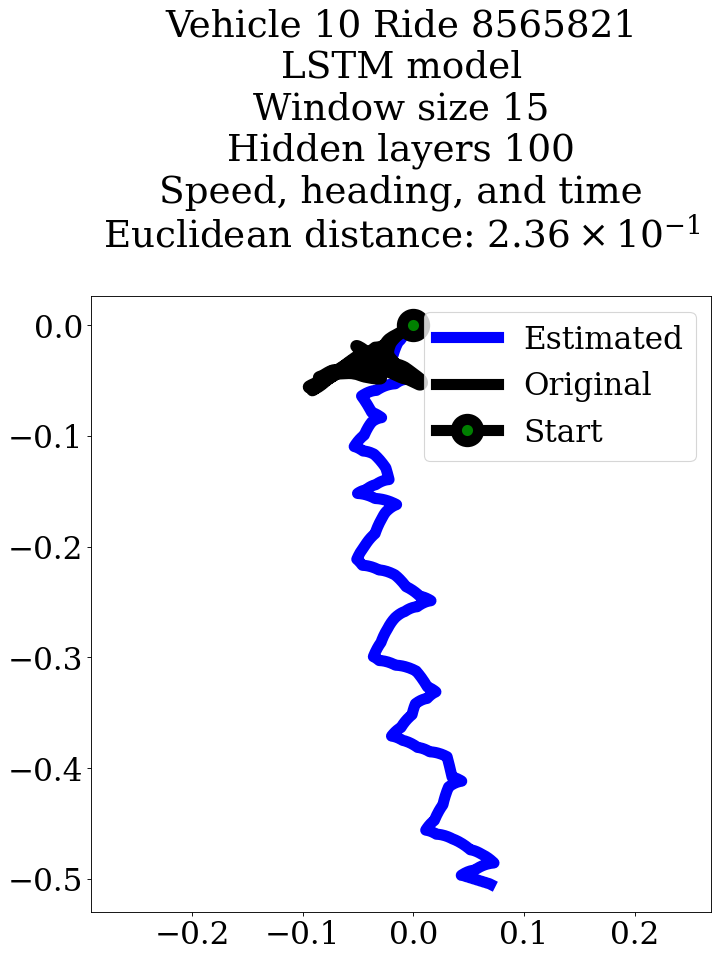 Vehicle 10 Ride 8565821
LSTM model
Window size 15
Hidden layers 100
Speed, heading, and time
Euclidean distance: 2.36 × 10⁻¹
Estimated
Original
Start
0.0
−0.1
−0.2
−0.3
−0.4
−0.5
−0.2 −0.1 0.0 0.1 0.2